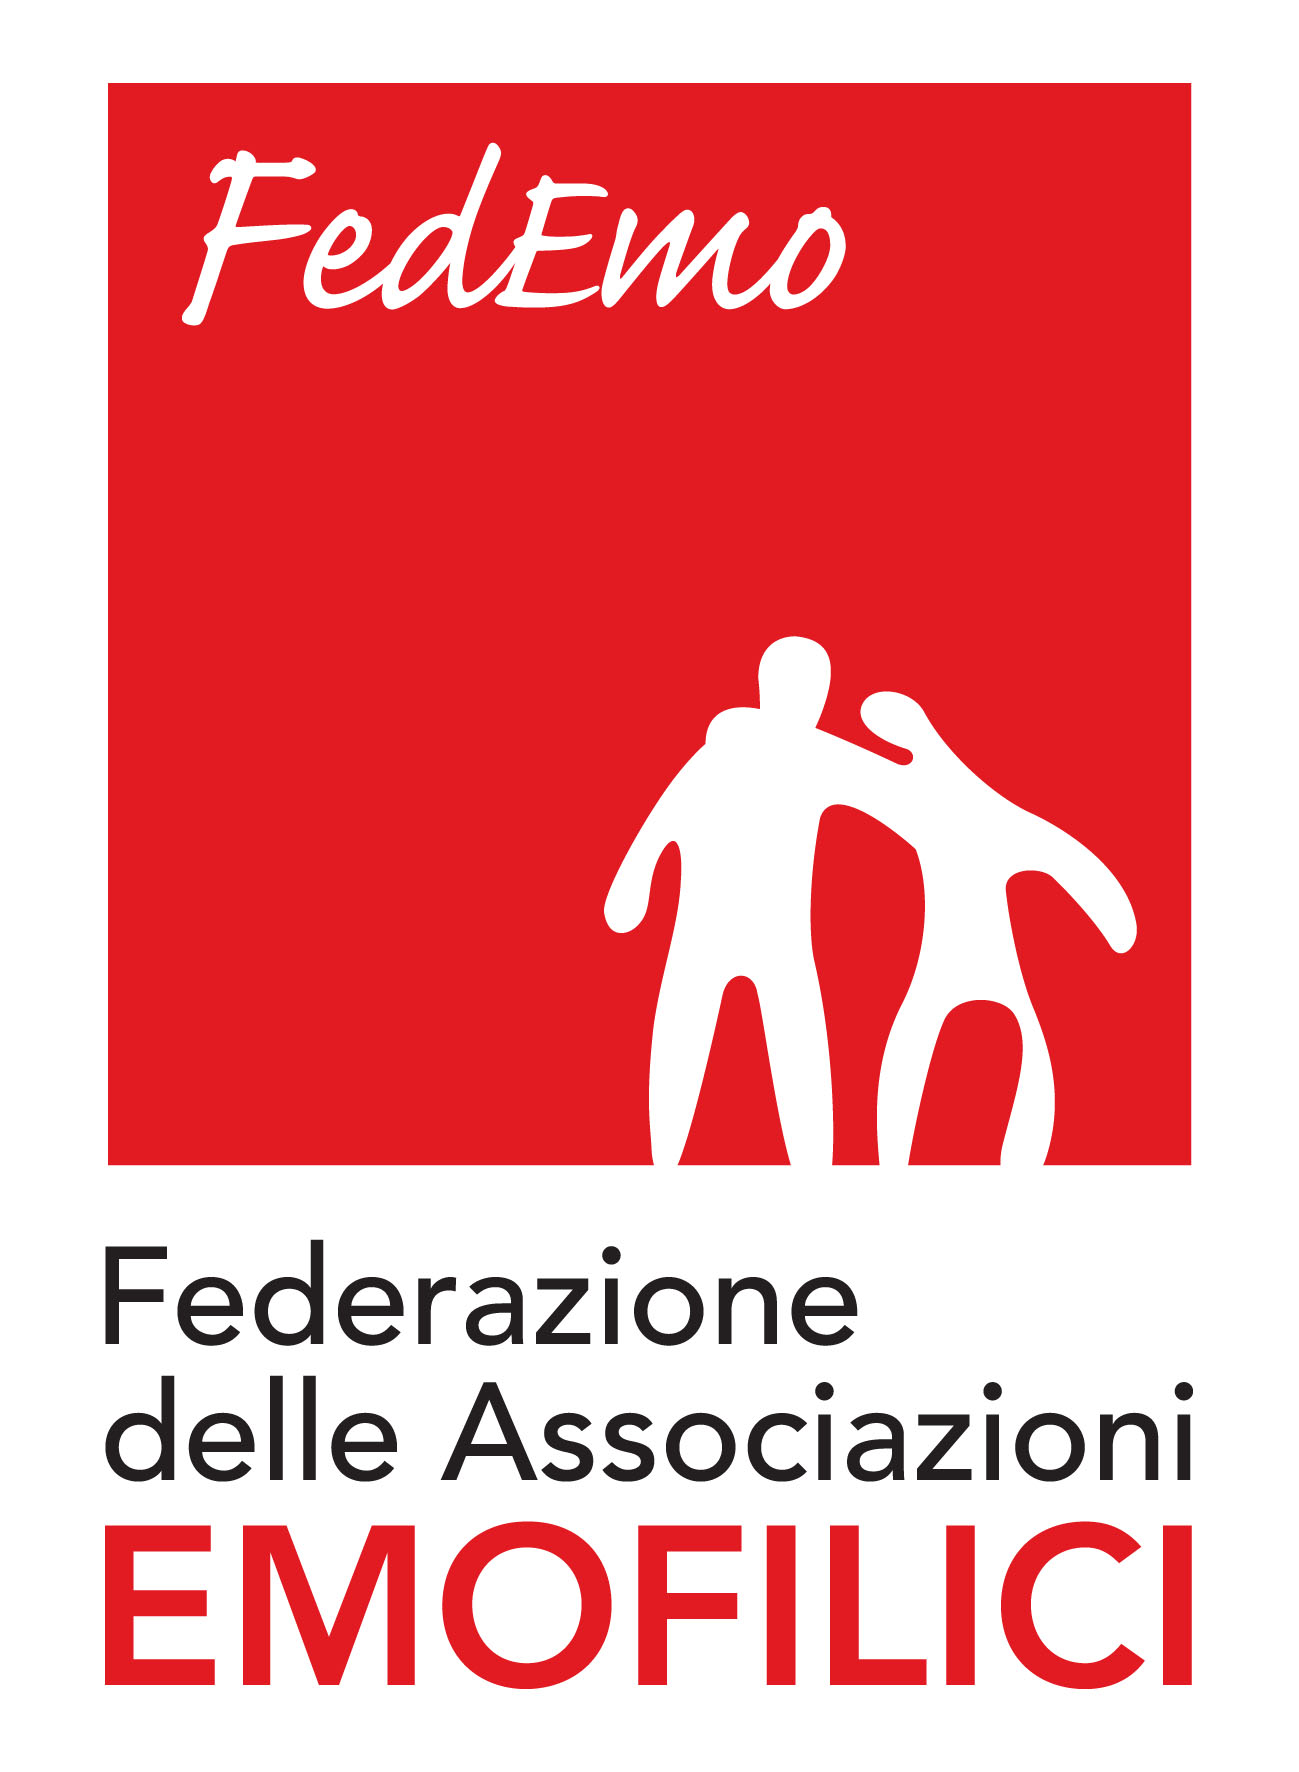 FedEmo
Federazione
delle Associazioni
EMOFILICI